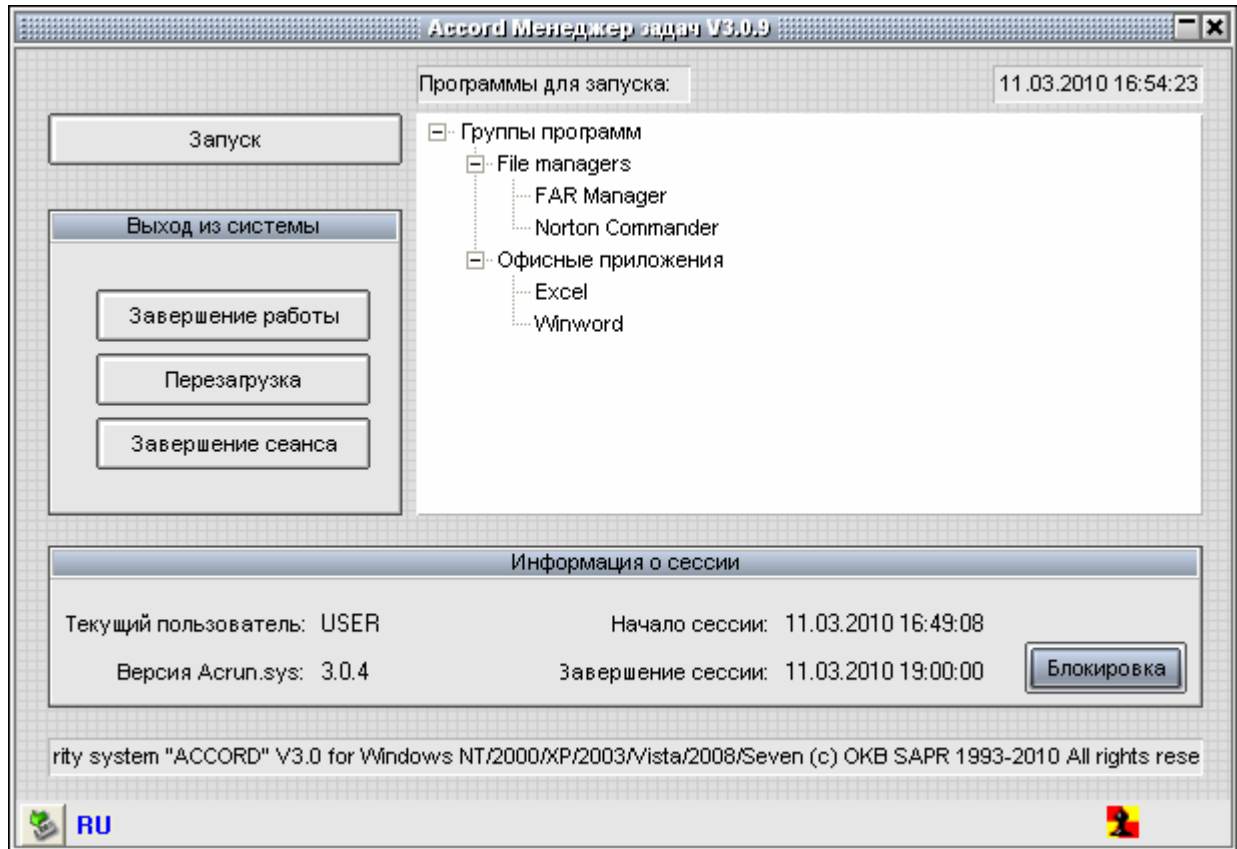 Accord Менеджер задач V3.0.9
Программы для запуска:
11.03.2010 16:54:23
Запуск
Группы программ
File managers
FAR Manager
Norton Commander
Офисные приложения
Excel
Winword
Выход из системы
Завершение работы
Перезагрузка
Завершение сеанса
Информация о сессии
Текущий пользователь: USER
Начало сессии: 11.03.2010 16:49:08
Версия Acrun.sys: 3.0.4
Завершение сессии: 11.03.2010 19:00:00
Блокировка
rity system "ACCORD" V3.0 for Windows NT/2000/XP/2003/Vista/2008/Seven (c) OKB SAPR 1993-2010 All rights rese
RU